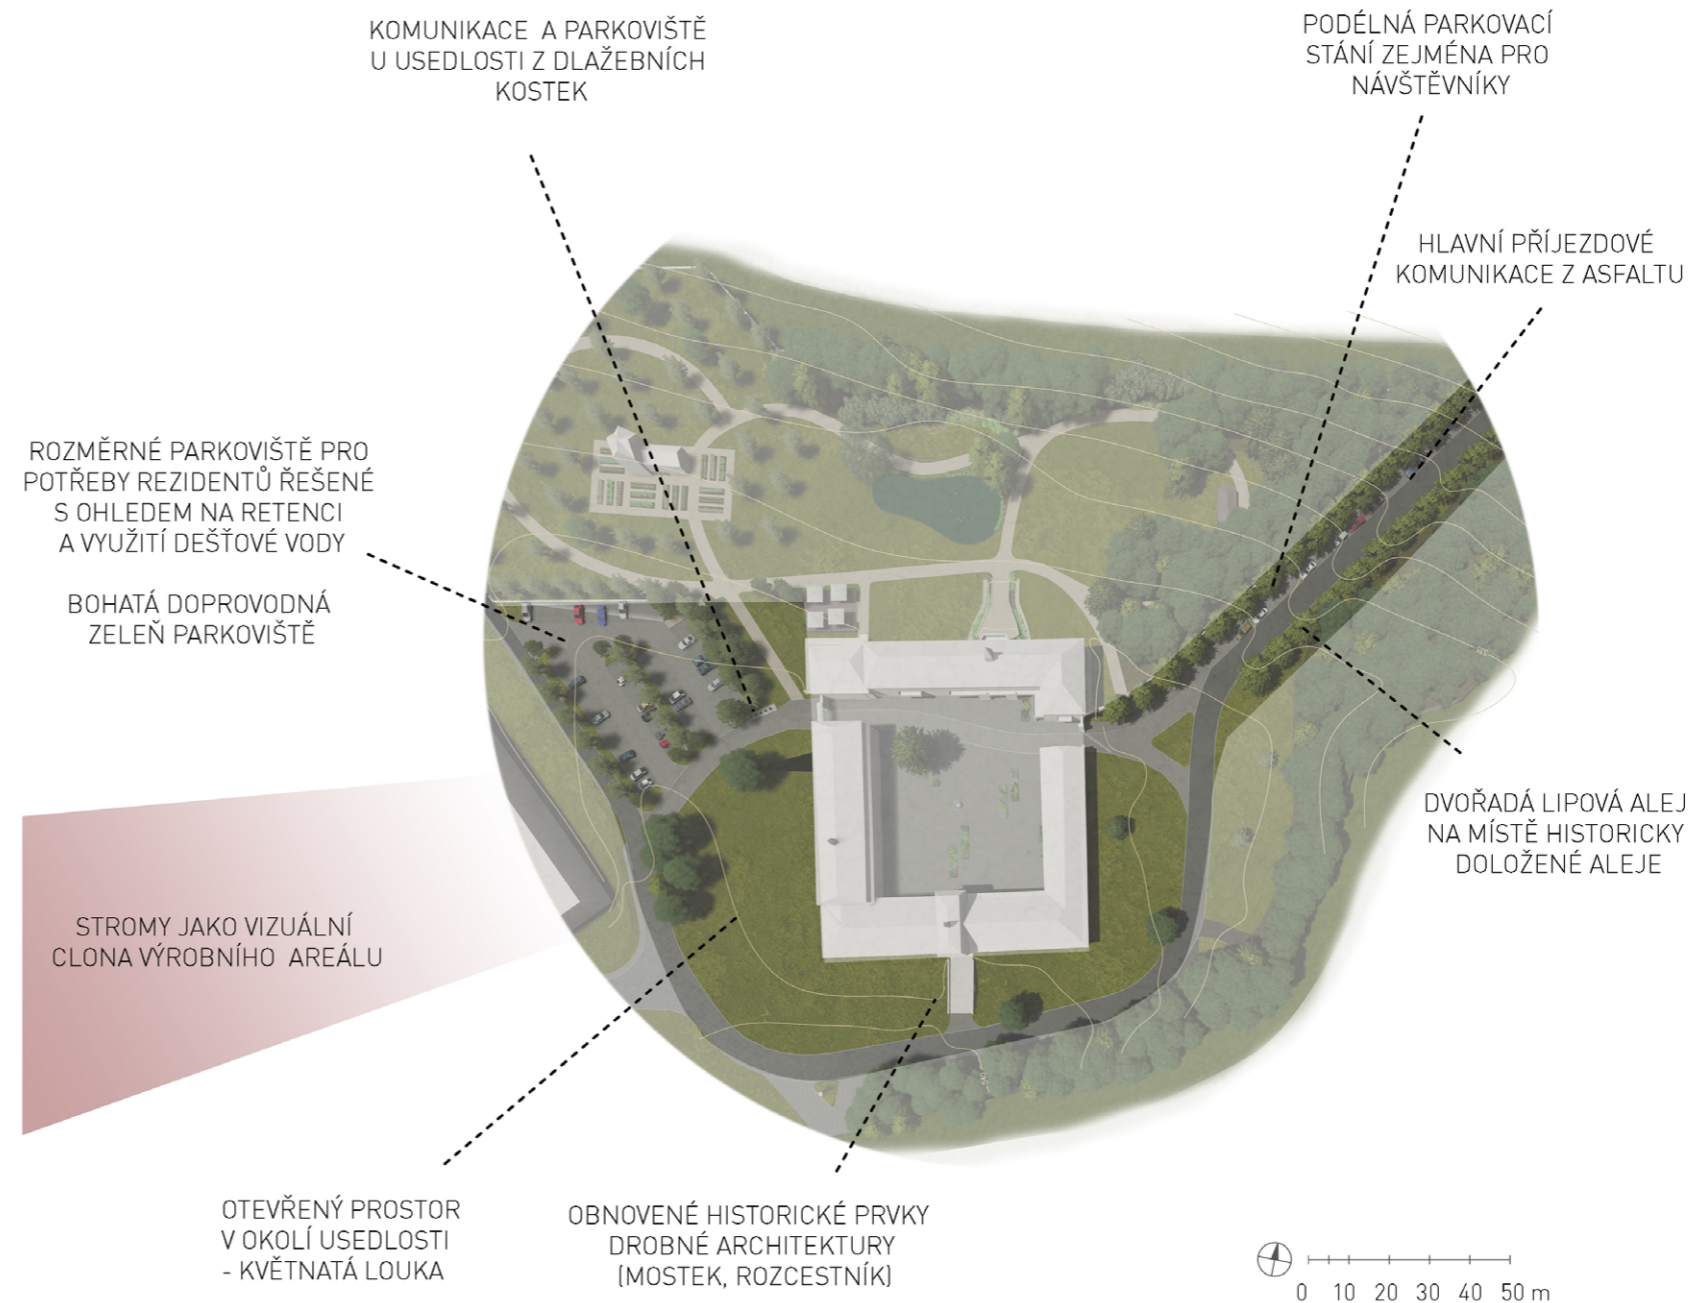 KOMUNIKACE A PARKOVIŠTĚ
U USEDLOSTI Z DLAŽEBNÍCH
KOSTEK
PODÉLNÁ PARKOVACÍ
STÁNÍ ZEJMÉNA PRO
NÁVŠTĚVNÍKY
HLAVNÍ PŘÍJEZDOVÉ
KOMUNIKACE Z ASFALTU
ROZMĚRNÉ PARKOVIŠTĚ PRO
POTŘEBY REZIDENTŮ ŘEŠENÉ
S OHLEDEM NA RETENCI
A VYUŽITÍ DEŠŤOVÉ VODY
BOHATÁ DOPROVODNÁ
ZELEŇ PARKOVIŠTĚ
DVOŘADÁ LIPOVÁ ALEJ
NA MÍSTĚ HISTORICKY
DOLOŽENÉ ALEJE
STROMY JAKO VIZUÁLNÍ
CLONA VÝROBNÍHO AREÁLU
OTEVŘENÝ PROSTOR
V OKOLÍ USEDLOSTI
- KVĚTNATÁ LOUKA
OBNOVENÉ HISTORICKÉ PRVKY
DROBNÉ ARCHITEKTURY
(MOSTEK, ROZCESTNÍK)
0 10 20 30 40 50 m